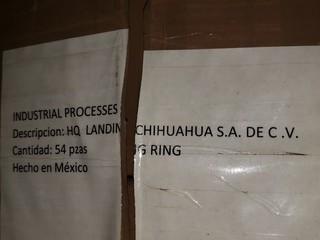 INDUSTRIAL PROCESSES CHIHUAHUA S.A. DE C .V.
Descripcion: HQ LANDIN G RING
Cantidad: 54 pzas
Hecho en México